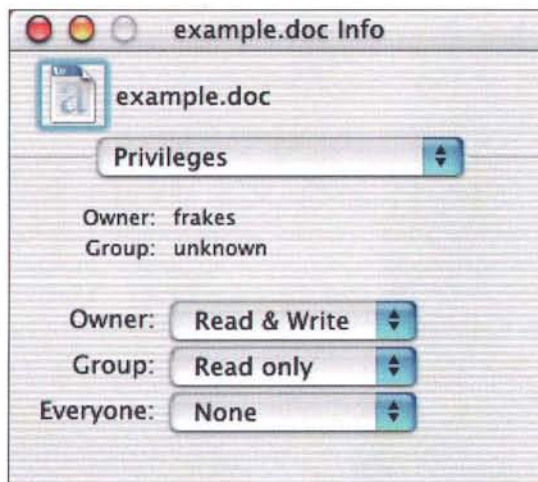 example.doc Info
example.doc
Privileges
Owner: frakes
Group: unknown
Owner: Read & Write
Group: Read only
Everyone: None